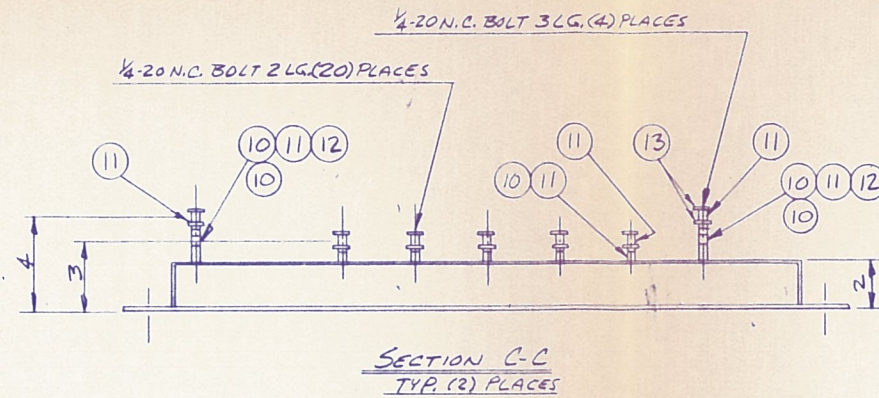 ¼-20 N.C. BOLT 3 LG. (4) PLACES
¼-20 N.C. BOLT 2 LG. (20) PLACES
11
10 11 12
10
10 11
11
13
11
10 11 12
10
4
3
2
SECTION C-C
TYP. (2) PLACES